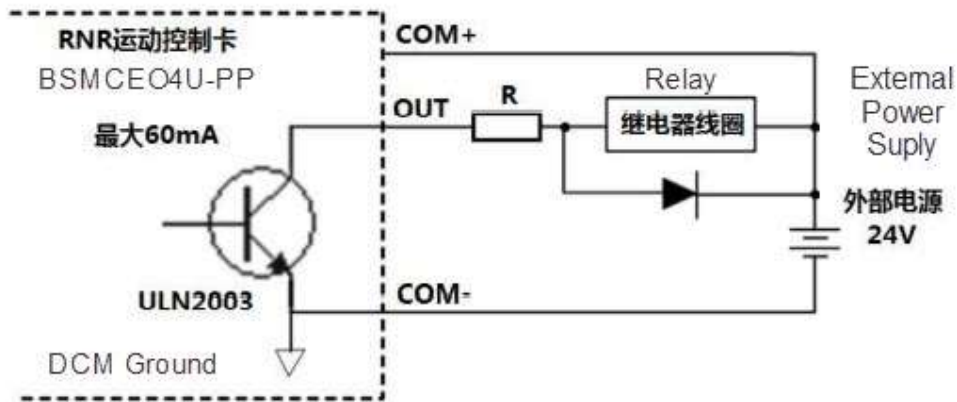 RNR运动控制卡
BSMCEO4U-PP
最大60mA
ULN2003
DCM Ground
COM+
OUT
R
Relay
继电器线圈
COM-
External
Power
Suply
外部电源
24V